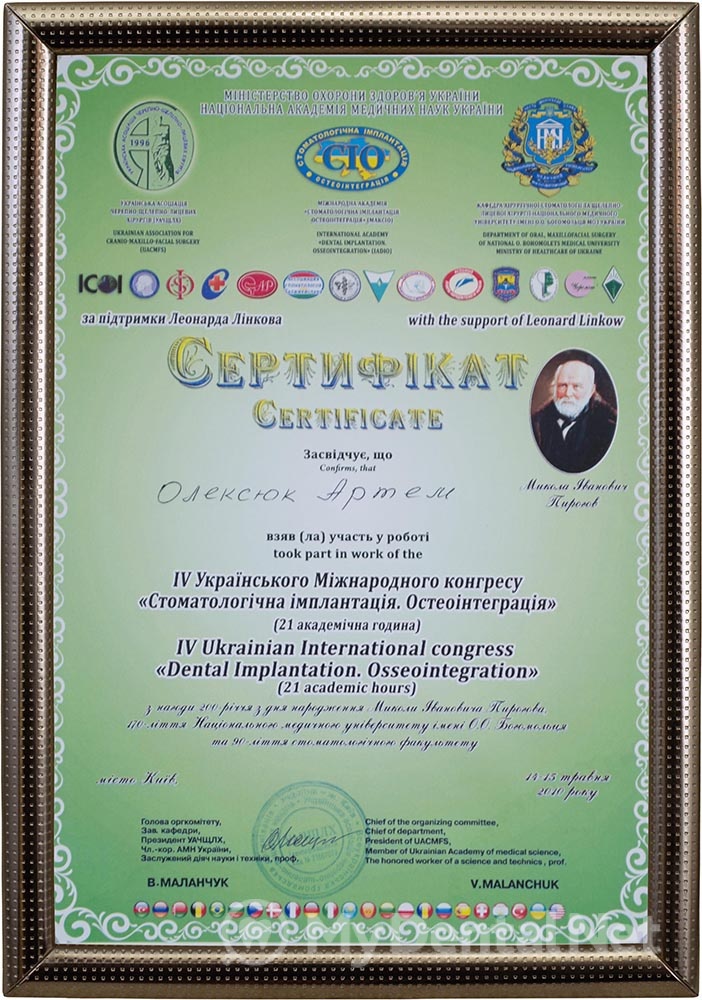 МІНІСТЕРСТВО ОХОРОНИ ЗДОРОВ'Я УКРАЇНИ
НАЦІОНАЛЬНА АКАДЕМІЯ МЕДИЧНИХ НАУК УКРАЇНИ
1996
СТОМАТОЛОГІЧНА ІМПЛАНТАЦІЯ
СІО
ОСТЕОІНТЕГРАЦІЯ
УКРАЇНСЬКА АСОЦІАЦІЯ
ЧЕРЕПНО-ЩЕЛЕПНО-ЛИЦЕВИХ
ХІРУРГІВ (УАЧЩЛХ)
UKRAINIAN ASSOCIATION FOR
CRANIO-MAXILLO-FACIAL SURGERY
(UACMFS)
МІЖНАРОДНА АКАДЕМІЯ
«СТОМАТОЛОГІЧНА ІМПЛАНТАЦІЯ
ОСТЕОІНТЕГРАЦІЯ» (МАКСІО)
INTERNATIONAL ACADEMY
«DENTAL IMPLANTATION.
OSSEOINTEGRATION» (IADIO)
КАФЕДРА ХІРУРГІЧНОЇ СТОМАТОЛОГІЇ ТА ЩЕЛЕПНО-
ЛИЦЕВОЇ ХІРУРГІЇ НАЦІОНАЛЬНОГО МЕДИЧНОГО
УНІВЕРСИТЕТУ ІМЕНІ О.О. БОГОМОЛЬЦЯ МОЗ УКРАЇНИ
DEPARTMENT OF ORAL, MAXILLOFACIAL SURGERY
OF NATIONAL O. BOHOMOLETS MEDICAL UNIVERSITY
MINISTRY OF HEALTHCARE OF UKRAINE
ICOI
за підтримки Леонарда Лінкова
with the support of Leonard Linkow
СЕРТИФІКАТ
CERTIFICATE
Засвідчує, що
Confirms, that
Олексюк Артем
Микола Іванович
Пирогов
взяв (ла) участь у роботі
took part in work of the
IV Українського Міжнародного конгресу
«Стоматологічна імплантація. Остеоінтеграція»
(21 академічна година)
IV Ukrainian International congress
«Dental Implantation. Osseointegration»
(21 academic hours)
з нагоди 200-річчя з дня народження Миколи Івановича Пирогова,
170-ліття Національного медичного університету імені О.О. Богомольця
та 90-ліття стоматологічного факультету
місто Київ,
14-15 травня
2010 року
Голова оргкомітету,
Зав. кафедри,
Президент УАЧЩЛХ,
Чл.-кор. АМН України,
Заслужений діяч науки і техніки, проф.
Chief of the organizing committee,
Chief of department,
President of UACMFS,
Member of Ukrainian Academy of medical science,
The honored worker of a science and technics , prof.
В.МАЛАНЧУК
V.MALANCHUK
MyDental.Net